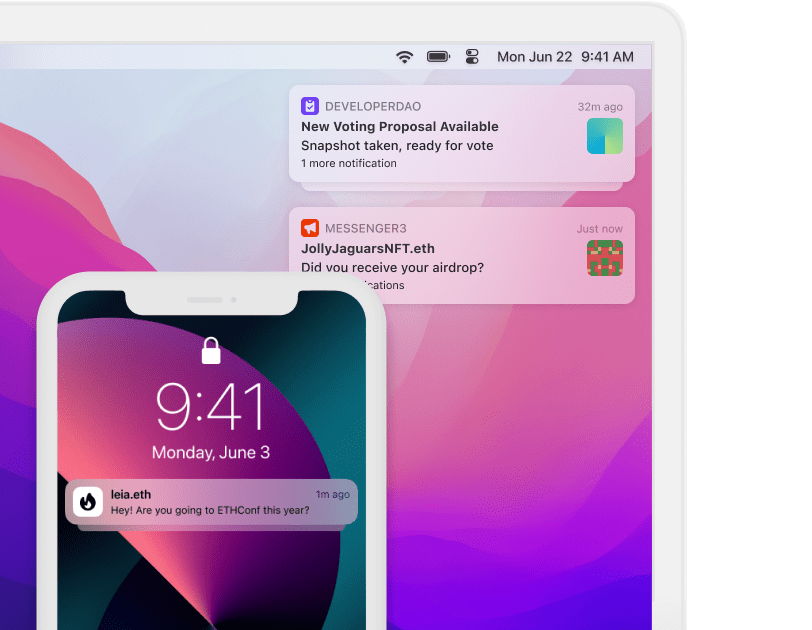 Mon Jun 22 9:41 AM
DEVELOPERDAO 32m ago
New Voting Proposal Available
Snapshot taken, ready for vote
1 more notification
MESSENGER3 Just now
JollyJaguarsNFT.eth
Did you receive your airdrop?
9:41
Monday, June 3
leia.eth 1m ago
Hey! Are you going to ETHConf this year?